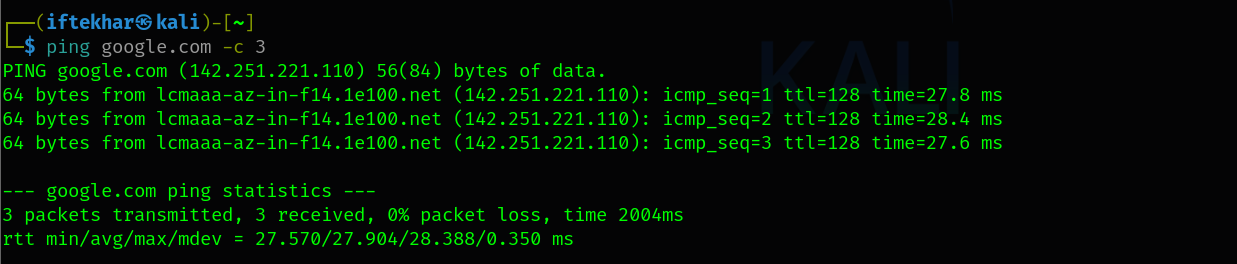 ┌──(iftekhar㉿kali)-[~]
└─$ ping google.com -c 3
PING google.com (142.251.221.110) 56(84) bytes of data.
64 bytes from lcmaaa-az-in-f14.1e100.net (142.251.221.110): icmp_seq=1 ttl=128 time=27.8 ms
64 bytes from lcmaaa-az-in-f14.1e100.net (142.251.221.110): icmp_seq=2 ttl=128 time=28.4 ms
64 bytes from lcmaaa-az-in-f14.1e100.net (142.251.221.110): icmp_seq=3 ttl=128 time=27.6 ms

--- google.com ping statistics ---
3 packets transmitted, 3 received, 0% packet loss, time 2004ms
rtt min/avg/max/mdev = 27.570/27.904/28.388/0.350 ms
KALI